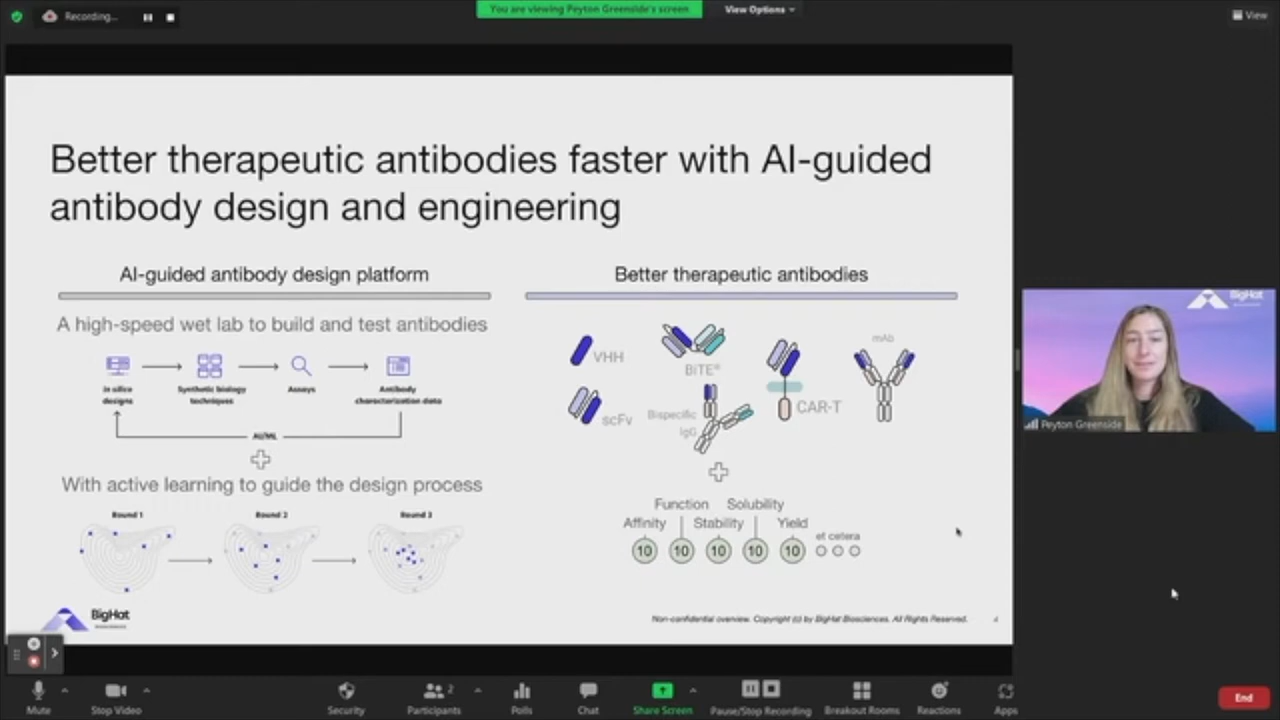 Recording...
You are viewing Peyton Greenside's screen
View Options
View
Better therapeutic antibodies faster with AI-guided
antibody design and engineering
AI-guided antibody design platform
A high-speed wet lab to build and test antibodies
in silico
designs
Synthetic biology
techniques
Assays
Antibody
characterization data
AI/ML
With active learning to guide the design process
Round 1
Round 2
Round 3
Better therapeutic antibodies
VHH
BiTE®
mAb
scFv
Bispecific
IgG
CAR-T
Function
Solubility
Affinity
Stability
Yield
et cetera
10
10
10
10
10
BigHat
Non-confidential overview. Copyright (c) by BigHat Biosciences. All Rights Reserved.
4
BigHat
Peyton Greenside
Mute
Stop Video
Security
Participants
2
Polls
Chat
Share Screen
Pause/Stop Recording
Breakout Rooms
Reactions
Apps
End